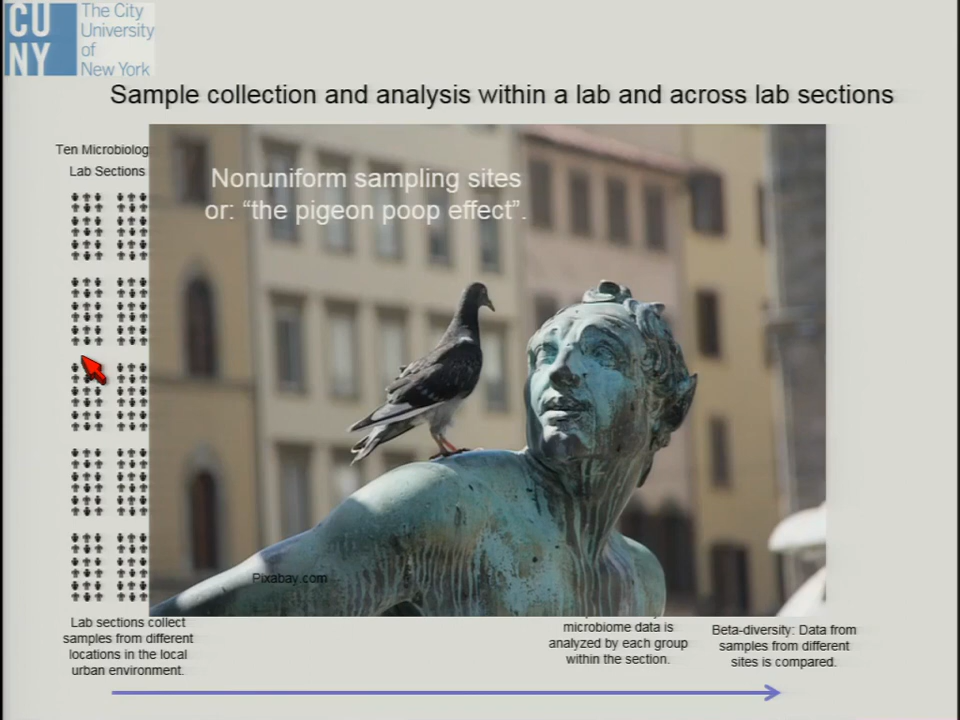 CU
NY
The City
University
of
New York
Sample collection and analysis within a lab and across lab sections
Ten Microbiology
Lab Sections
Nonuniform sampling sites
or: “the pigeon poop effect”.
Pixabay.com
Lab sections collect
samples from different
locations in the local
urban environment.
microbiome data is
analyzed by each group
within the section.
Beta-diversity: Data from
samples from different
sites is compared.